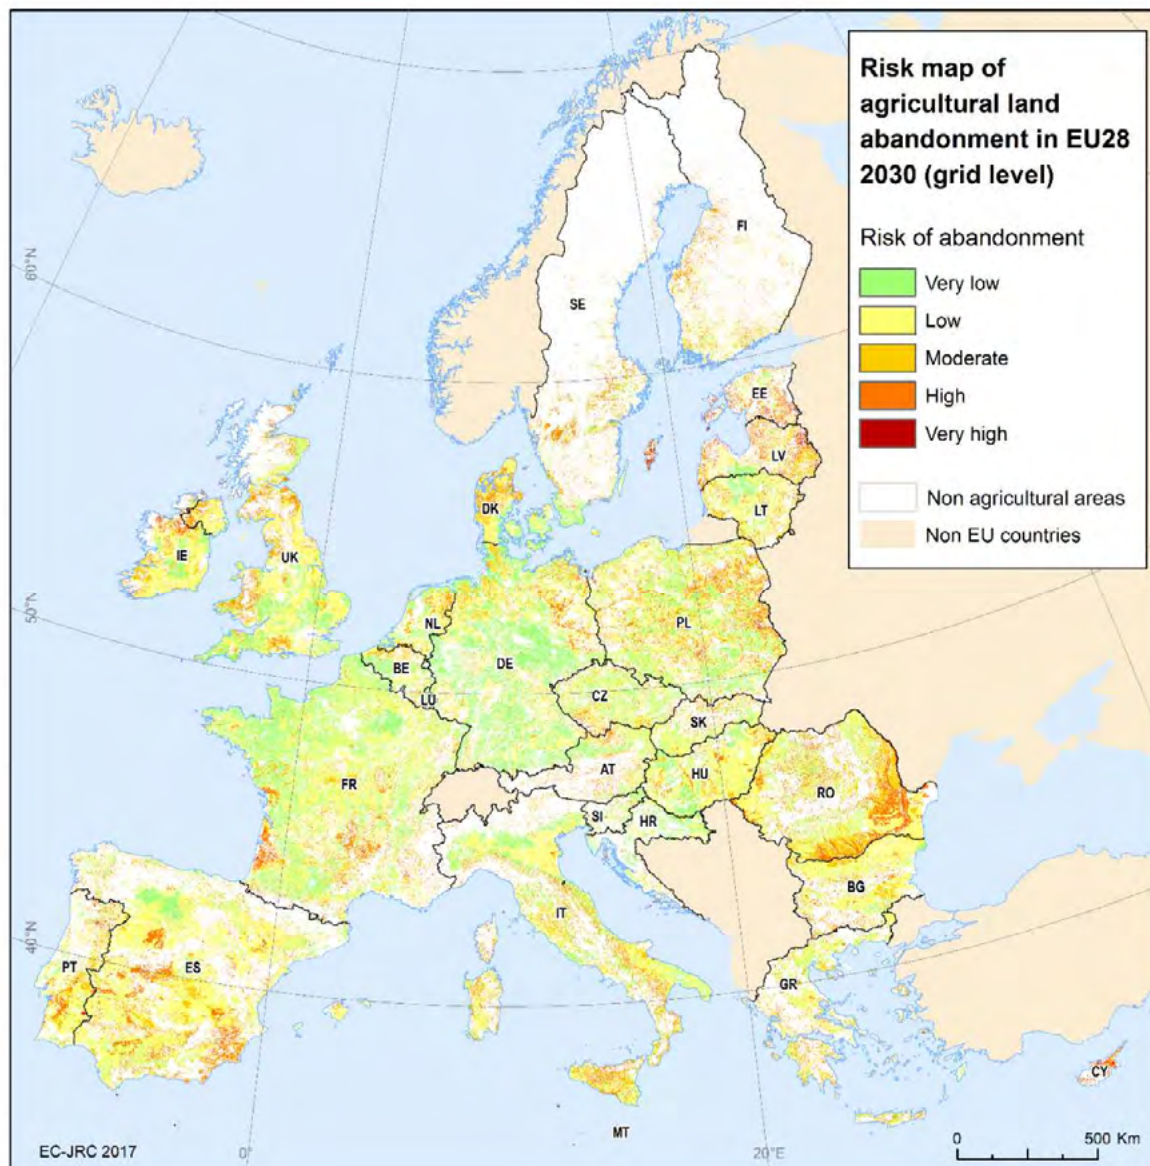 Risk map of
agricultural land
abandonment in EU28
2030 (grid level)
Risk of abandonment
Very low
Low
Moderate
High
Very high
Non agricultural areas
Non EU countries
60°N
50°N
40°N
FI
SE
EE
LV
LT
DK
IE
UK
NL
PL
BE
DE
LU
CZ
SK
FR
AT
HU
RO
SI
HR
BG
IT
PT
ES
GR
CY
MT
EC-JRC 2017
0°
20°E
0
500 Km